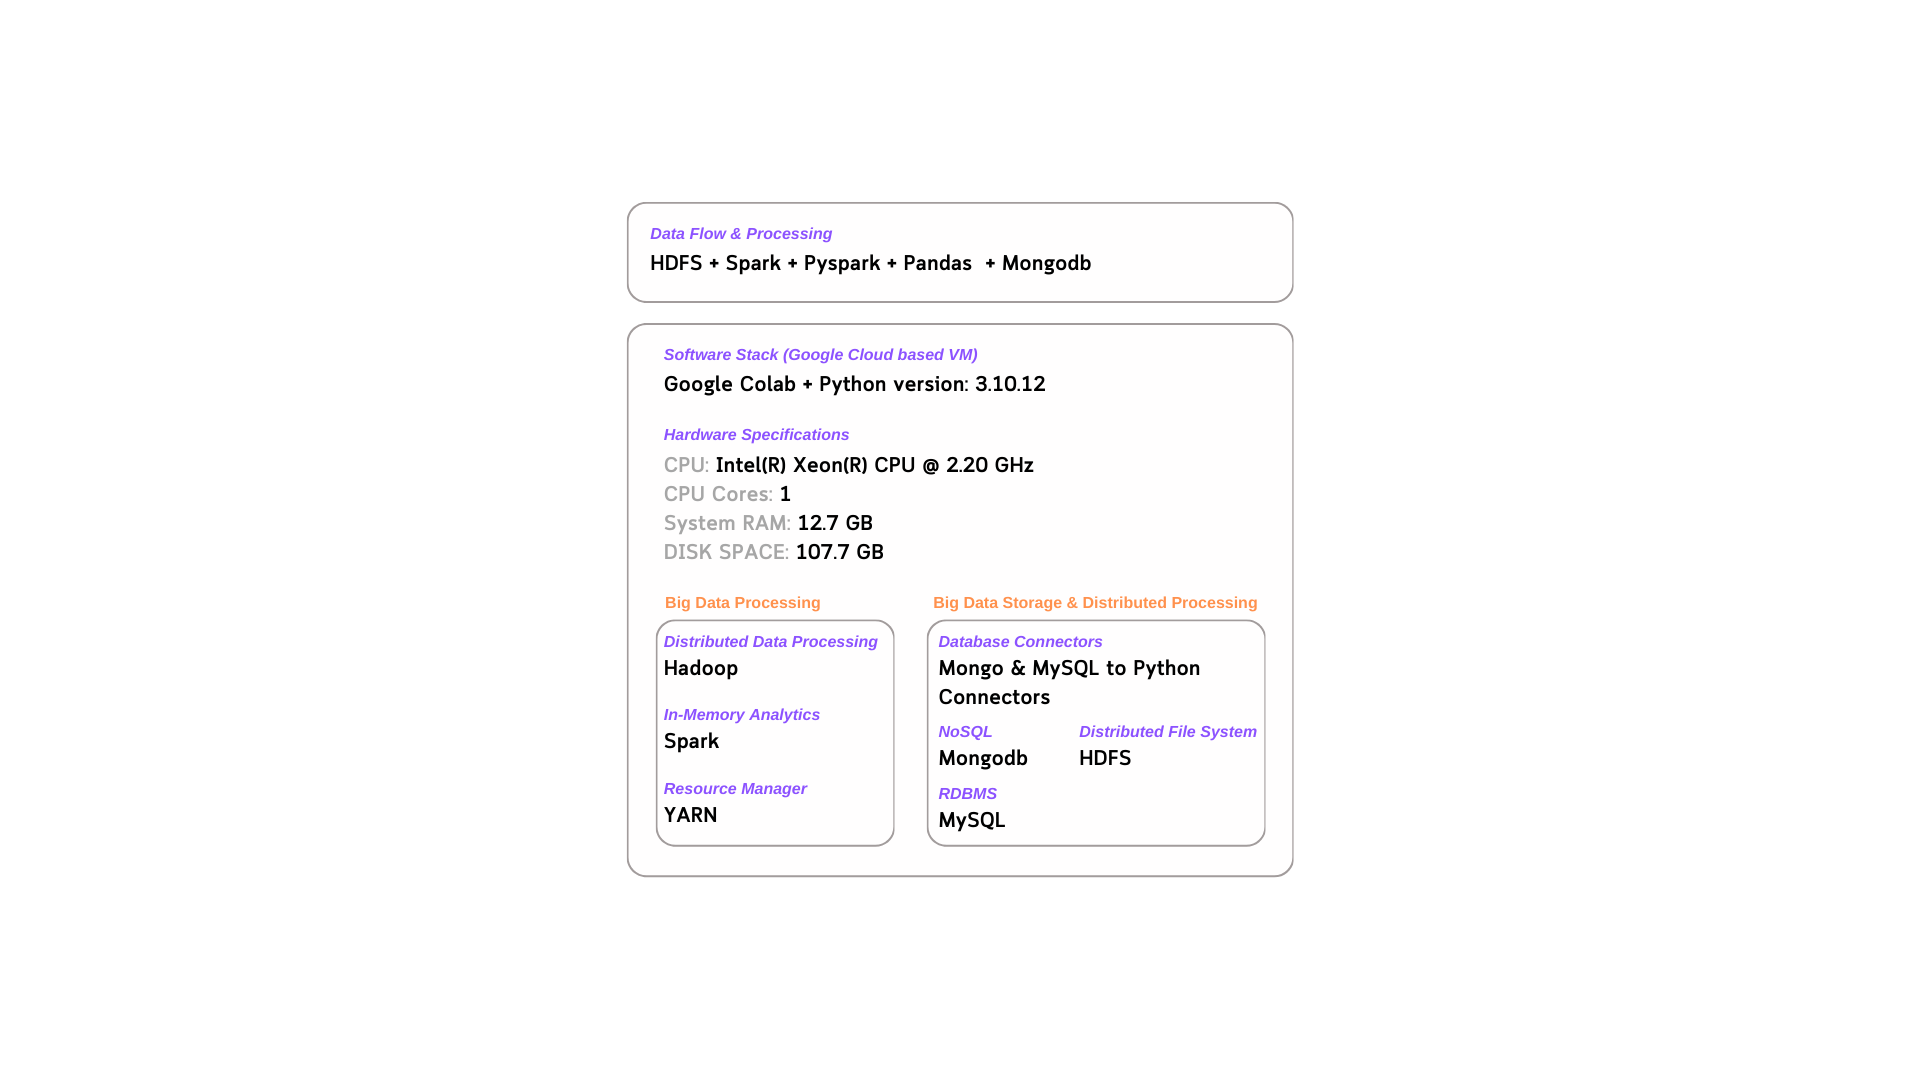 Data Flow & Processing
HDFS + Spark + Pyspark + Pandas  + Mongodb
Software Stack (Google Cloud based VM)
Google Colab + Python version: 3.10.12
Hardware Specifications
CPU: Intel(R) Xeon(R) CPU @ 2.20 GHz
CPU Cores: 1
System RAM: 12.7 GB
DISK SPACE: 107.7 GB
Big Data Processing
Distributed Data Processing
Hadoop
In-Memory Analytics
Spark
Resource Manager
YARN
Big Data Storage & Distributed Processing
Database Connectors
Mongo & MySQL to Python
Connectors
NoSQL
Mongodb
Distributed File System
HDFS
RDBMS
MySQL